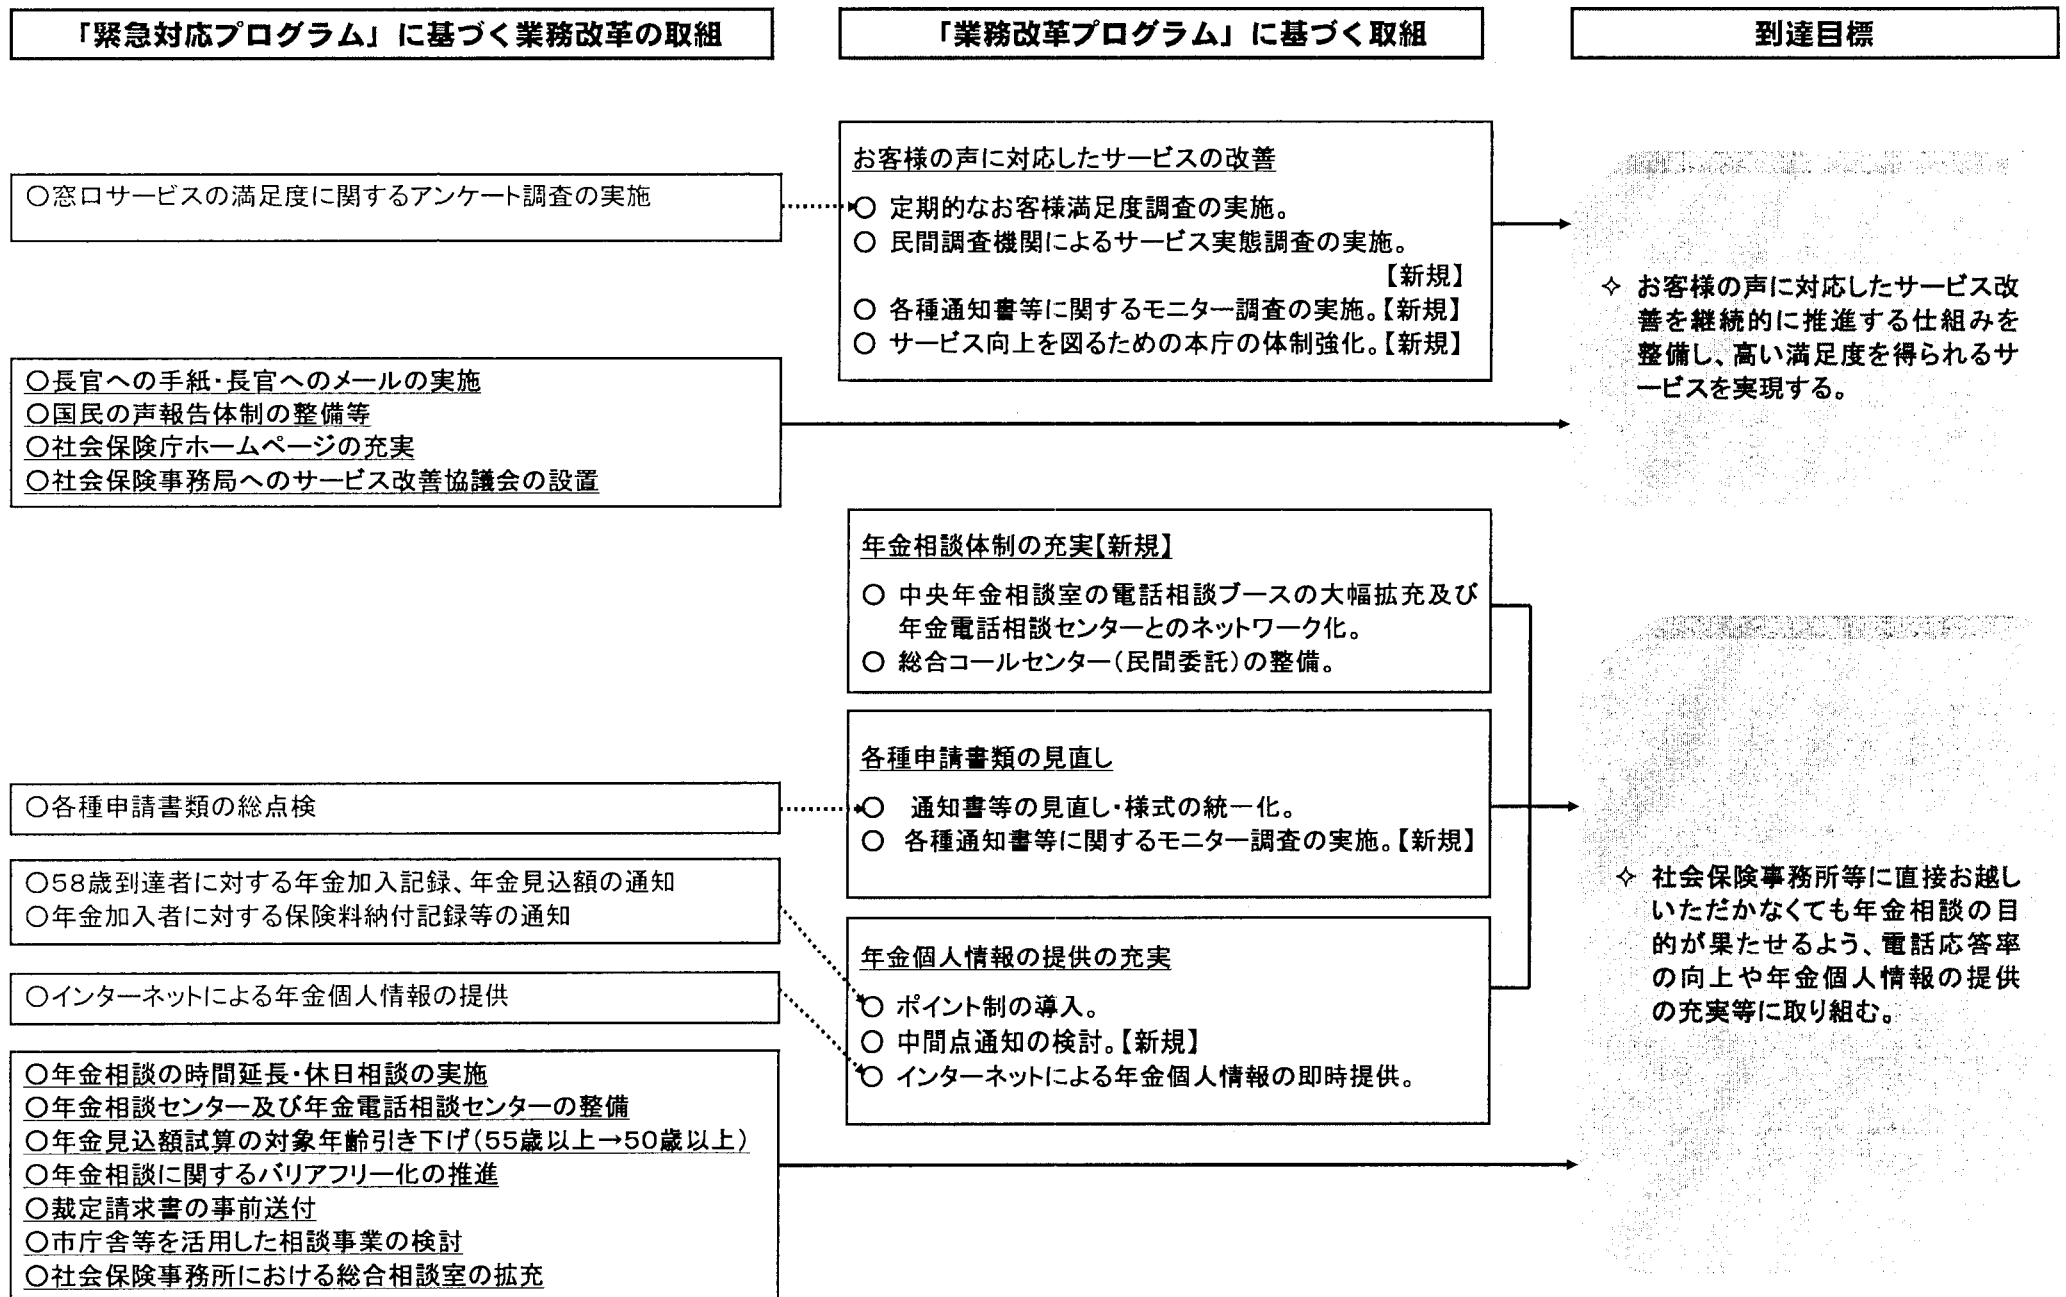 「緊急対応プログラム」に基づく業務改革の取組
「業務改革プログラム」に基づく取組
到達目標
○窓口サービスの満足度に関するアンケート調査の実施
○長官への手紙・長官へのメールの実施
○国民の声報告体制の整備等
○社会保険庁ホームページの充実
○社会保険事務局へのサービス改善協議会の設置
○各種申請書類の総点検
○58歳到達者に対する年金加入記録、年金見込額の通知
○年金加入者に対する保険料納付記録等の通知
○インターネットによる年金個人情報の提供
○年金相談の時間延長・休日相談の実施
○年金相談センター及び年金電話相談センターの整備
○年金見込額試算の対象年齢引き下げ(55歳以上→50歳以上)
○年金相談に関するバリアフリー化の推進
○裁定請求書の事前送付
○市庁舎等を活用した相談事業の検討
○社会保険事務所における総合相談室の拡充
お客様の声に対応したサービスの改善
○ 定期的なお客様満足度調査の実施。
○ 民間調査機関によるサービス実態調査の実施。
【新規】
○ 各種通知書等に関するモニター調査の実施。【新規】
○ サービス向上を図るための本庁の体制強化。【新規】
年金相談体制の充実【新規】
○ 中央年金相談室の電話相談ブースの大幅拡充及び
年金電話相談センターとのネットワーク化。
○ 総合コールセンター(民間委託)の整備。
各種申請書類の見直し
○ 通知書等の見直し・様式の統一化。
○ 各種通知書等に関するモニター調査の実施。【新規】
年金個人情報の提供の充実
○ ポイント制の導入。
○ 中間点通知の検討。【新規】
○ インターネットによる年金個人情報の即時提供。
✧ お客様の声に対応したサービス改
善を継続的に推進する仕組みを
整備し、高い満足度を得られるサ
ービスを実現する。
✧ 社会保険事務所等に直接お越し
いただかなくても年金相談の目
的が果たせるよう、電話応答率
の向上や年金個人情報の提供
の充実等に取り組む。